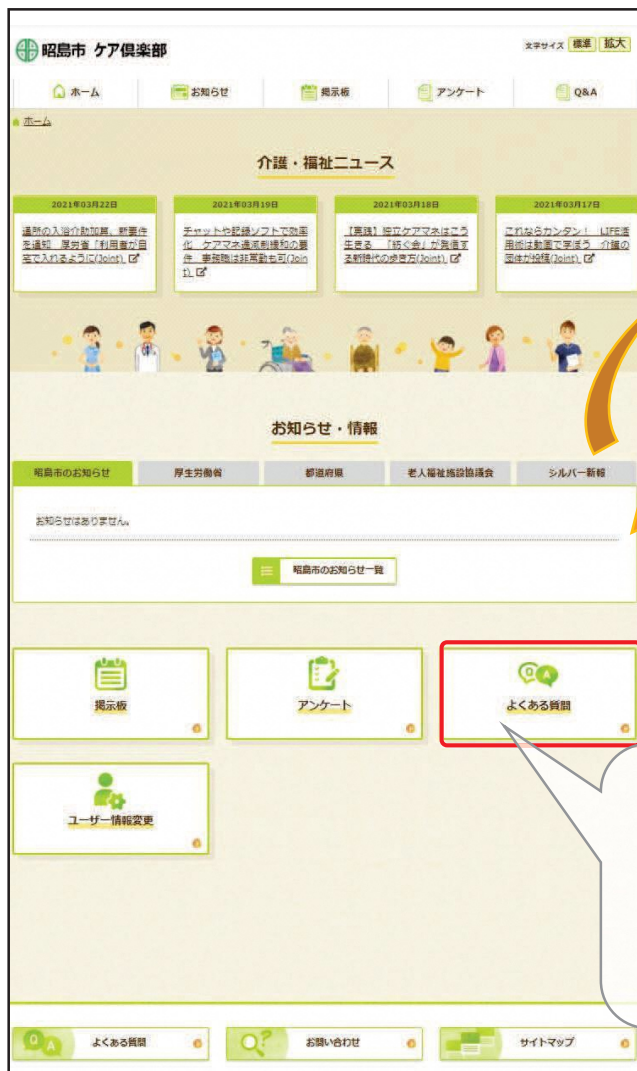 昭島市 ケア倶楽部
文字サイズ 標準 拡大
ホーム お知らせ 掲示板 アンケート Q&A
ホーム
介護・福祉ニュース
2021年03月22日
通所の入浴介助加算、新要件
を通知 厚労省「利用者が自
宅で入れるように(Joint)
2021年03月19日
チャットや記録ソフトで効率
化 ケアマネ逓減制緩和の要
件 事務職は非常勤も可(Join
t)
2021年03月18日
【実践】独立ケアマネはこう
生きる 「紡ぐ会」が発信す
る新時代の歩き方(Joint)
2021年03月17日
これならカンタン! LIFE活
用術は動画で学ぼう 介護の
団体が投稿(Joint)
お知らせ・情報
昭島市のお知らせ 厚生労働省 都道府県 老人福祉施設協議会 シルバー新報
お知らせはありません。
昭島市のお知らせ一覧
掲示板
アンケート
Q A
よくある質問
ユーザー情報変更
Q A よくある質問
お問い合わせ
サイトマップ